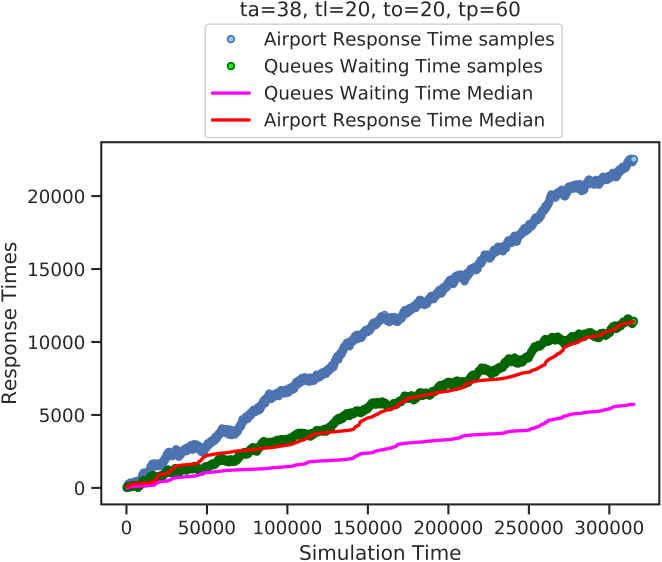 ta=38, tl=20, to=20, tp=60
Airport Response Time samples
Queues Waiting Time samples
Queues Waiting Time Median
Airport Response Time Median
Response Times
20000
15000
10000
5000
0
0 50000 100000 150000 200000 250000 300000
Simulation Time